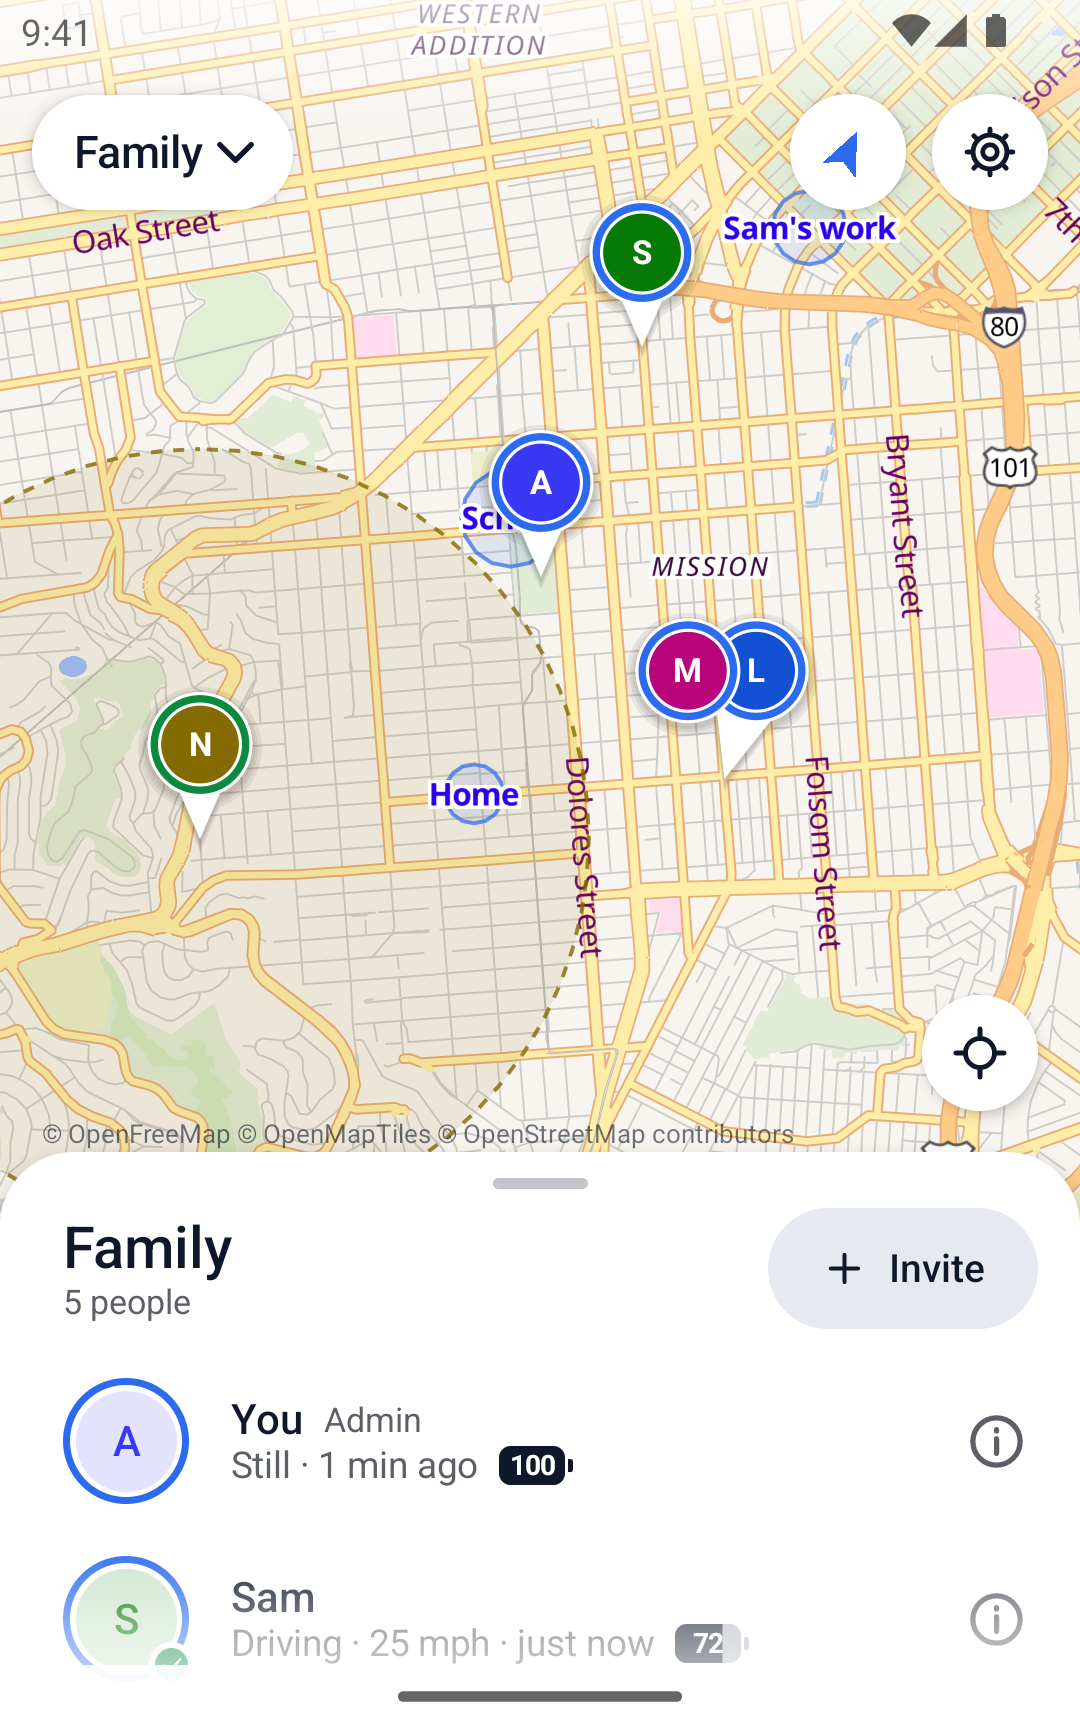 9:41
WESTERN
ADDITION
Family
Oak Street
7th
S
Sam's work
80
A
101
Bryant Street
MISSION
M
L
N
Home
Dolores Street
Folsom Street
© OpenFreeMap © OpenMapTiles © OpenStreetMap contributors
Family
5 people
+ Invite
A
You Admin
Still · 1 min ago 100
S
Sam
Driving · 25 mph · just now 72